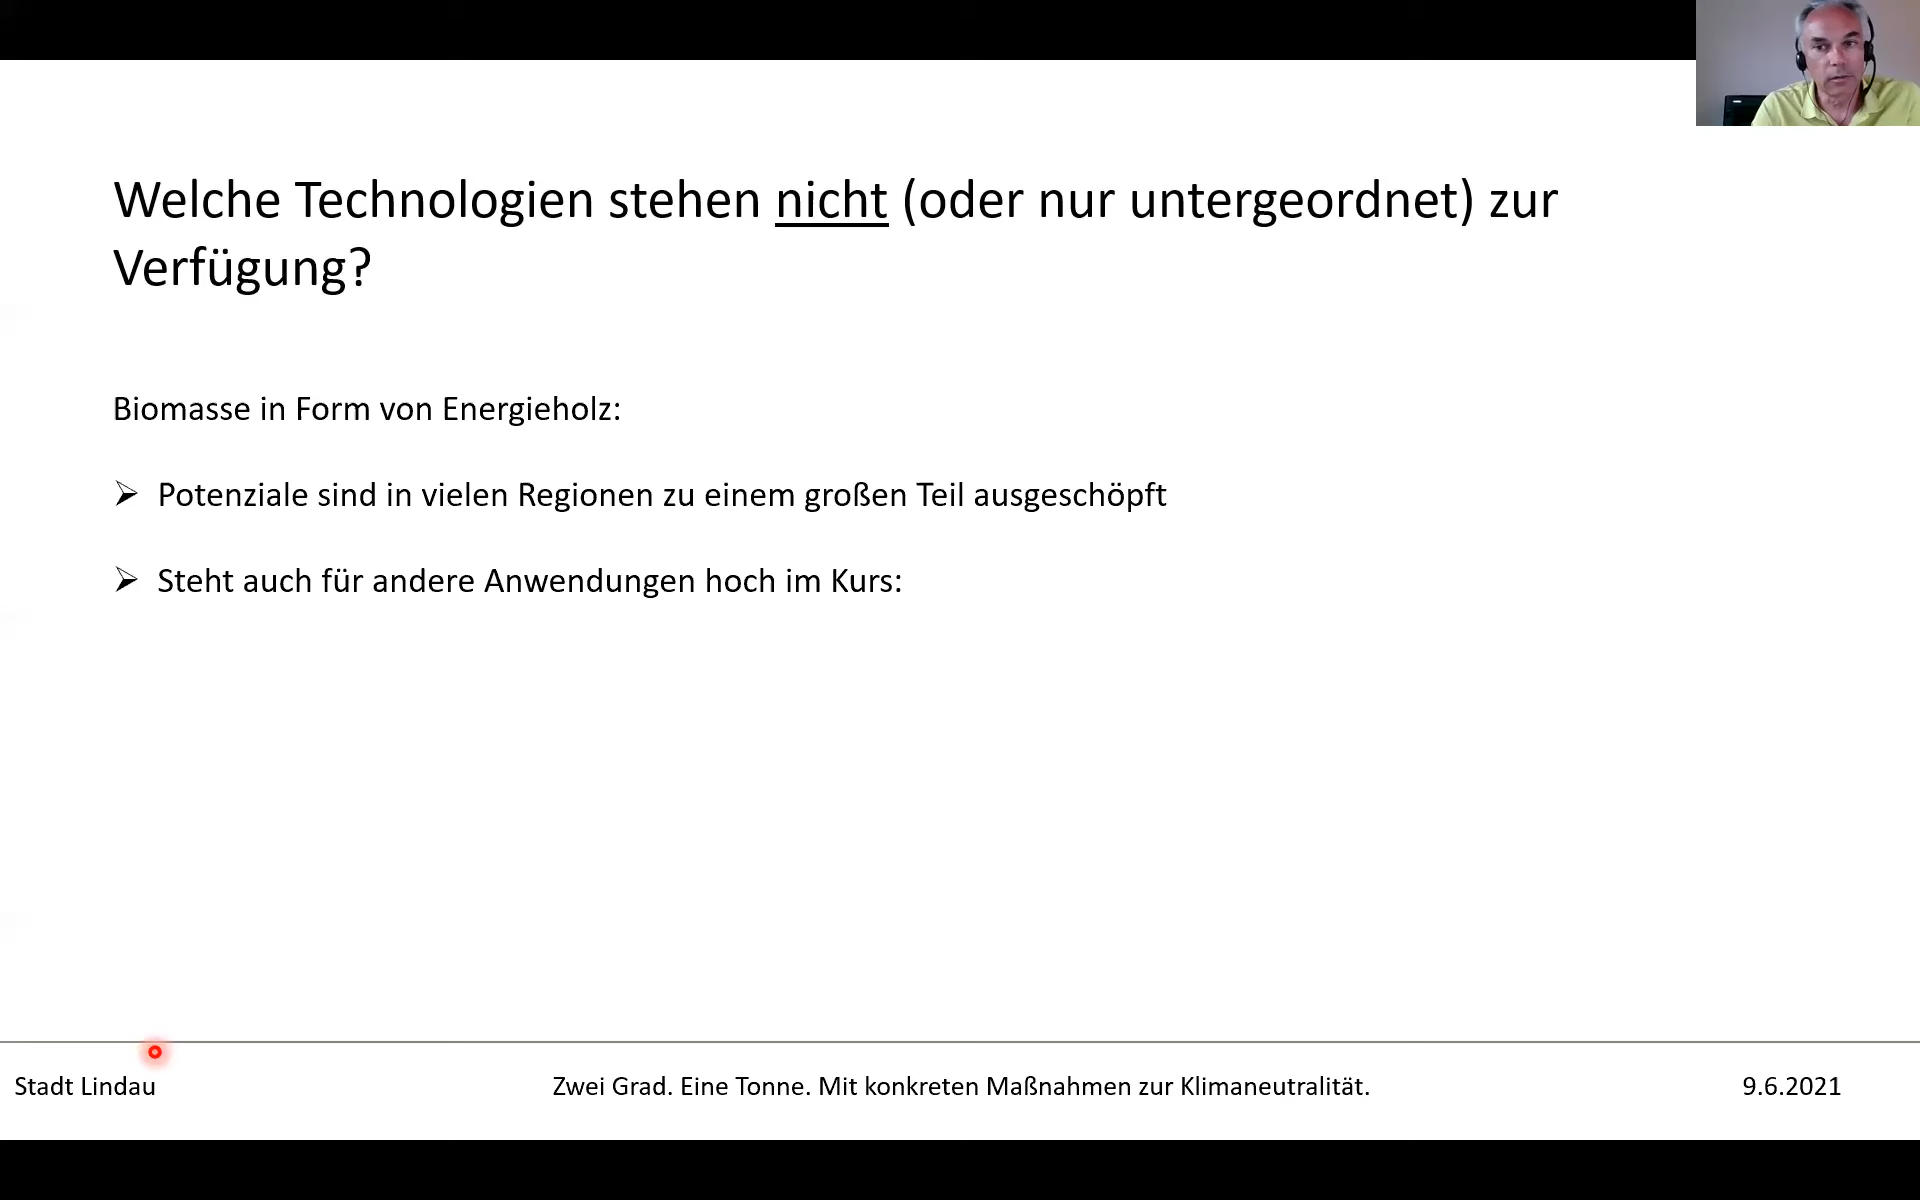 Welche Technologien stehen nicht (oder nur untergeordnet) zur
Verfügung?
Biomasse in Form von Energieholz:
➢ Potenziale sind in vielen Regionen zu einem großen Teil ausgeschöpft
➢ Steht auch für andere Anwendungen hoch im Kurs:
Stadt Lindau
Zwei Grad. Eine Tonne. Mit konkreten Maßnahmen zur Klimaneutralität.
9.6.2021